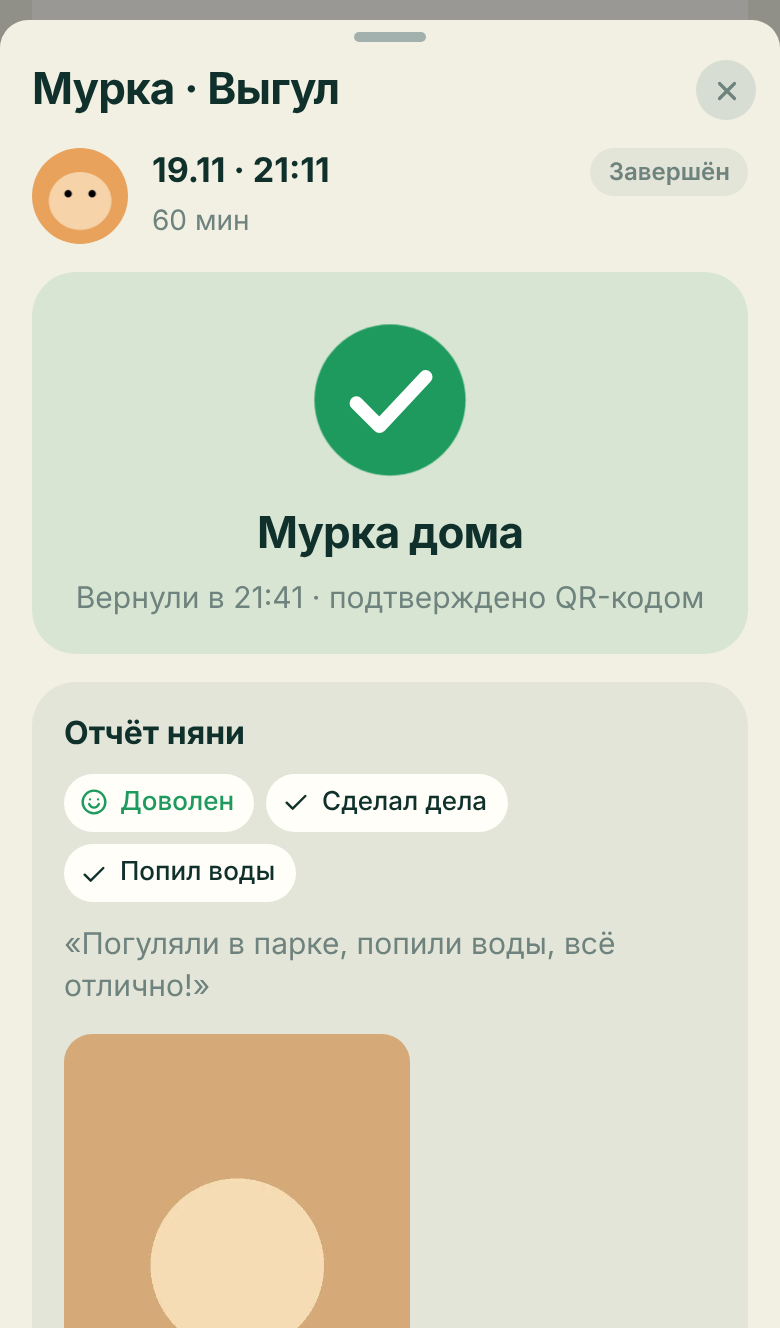 Мурка · Выгул
19.11 · 21:11
Завершён
60 мин
Мурка дома
Вернули в 21:41 · подтверждено QR-кодом
Отчёт няни
Доволен
Сделал дела
Попил воды
«Погуляли в парке, попили воды, всё
отлично!»